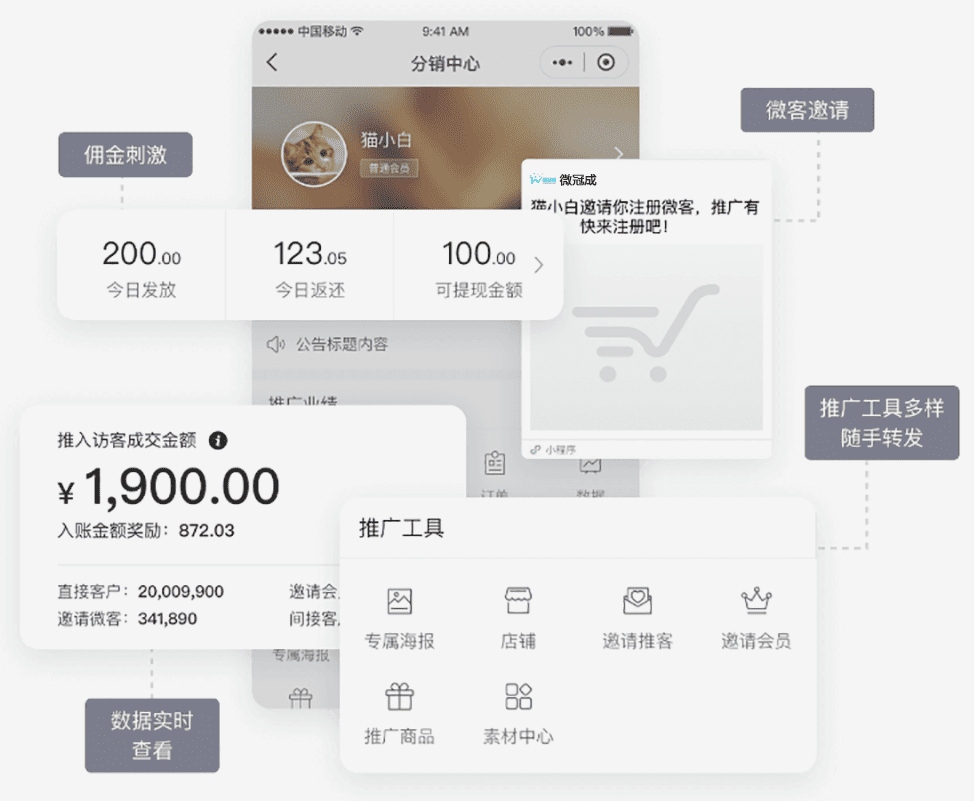 中国移动
9:41 AM
100%
分销中心
微客邀请
佣金刺激
猫小白
普通会员
微冠成
猫小白邀请你注册微客，推广有
快来注册吧！
200.00
今日发放
123.05
今日返还
100.00
可提现金额
公告标题内容
推广业绩
小程序
推广工具多样
随手转发
推入访客成交金额
¥1,900.00
入账金额奖励：872.03
订单
数据
直接客户：20,009,900
邀请会
邀请微客：341,890
间接客
专属海报
推广工具
专属海报
店铺
邀请推客
邀请会员
推广商品
素材中心
数据实时
查看